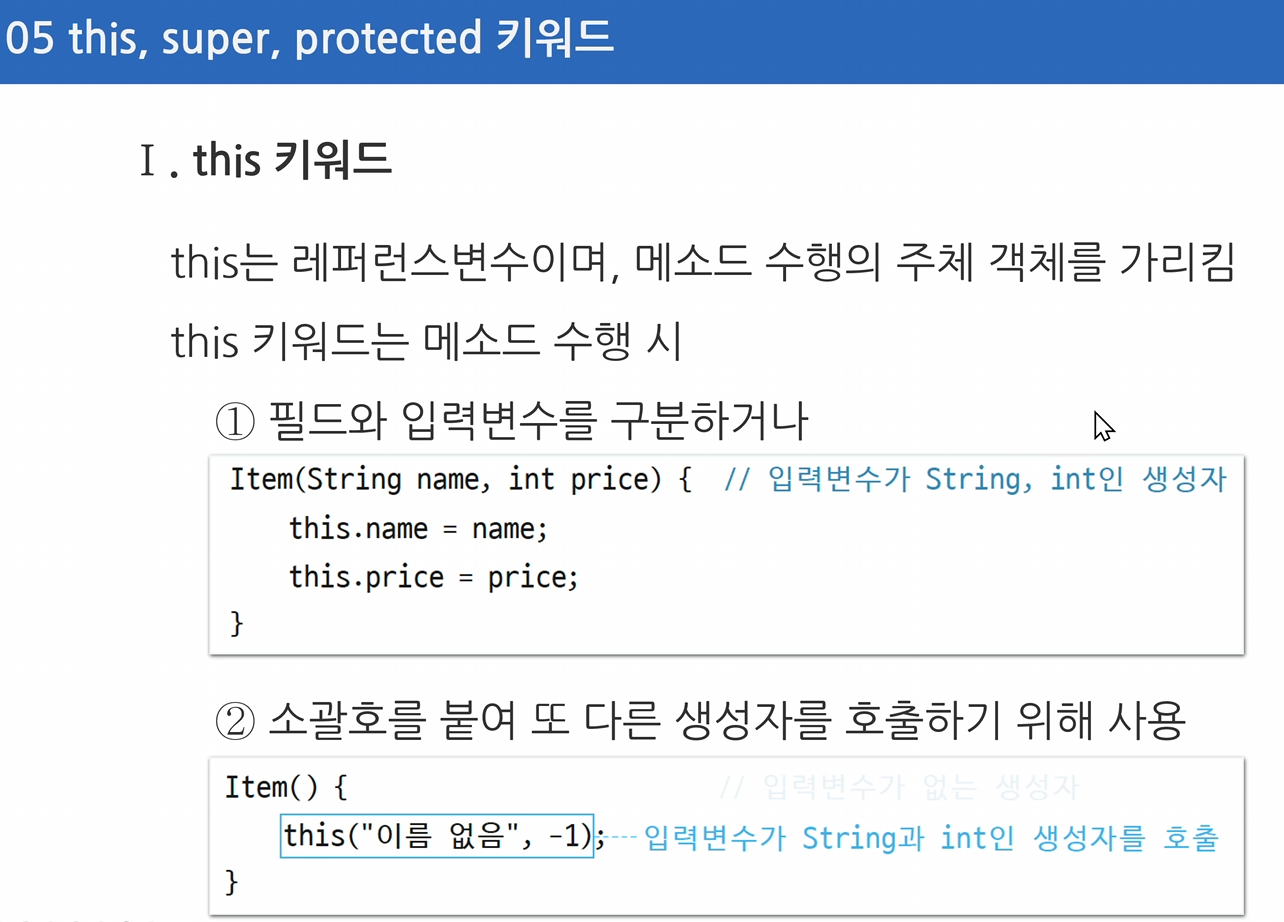 05 this, super, protected 키워드
Ⅰ. this 키워드
this는 레퍼런스변수이며, 메소드 수행의 주체 객체를 가리킴
this 키워드는 메소드 수행 시
① 필드와 입력변수를 구분하거나
Item(String name, int price) { // 입력변수가 String, int인 생성자
this.name = name;
this.price = price;
}
② 소괄호를 붙여 또 다른 생성자를 호출하기 위해 사용
Item() { // 입력변수가 없는 생성자
this("이름 없음", -1); 입력변수가 String과 int인 생성자를 호출
}